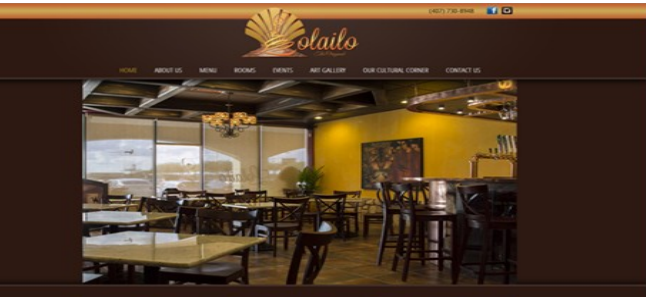 (407) 730-8948
olailo
HOME ABOUT US MENU ROOMS EVENTS ART GALLERY OUR CULTURAL CORNER CONTACT US